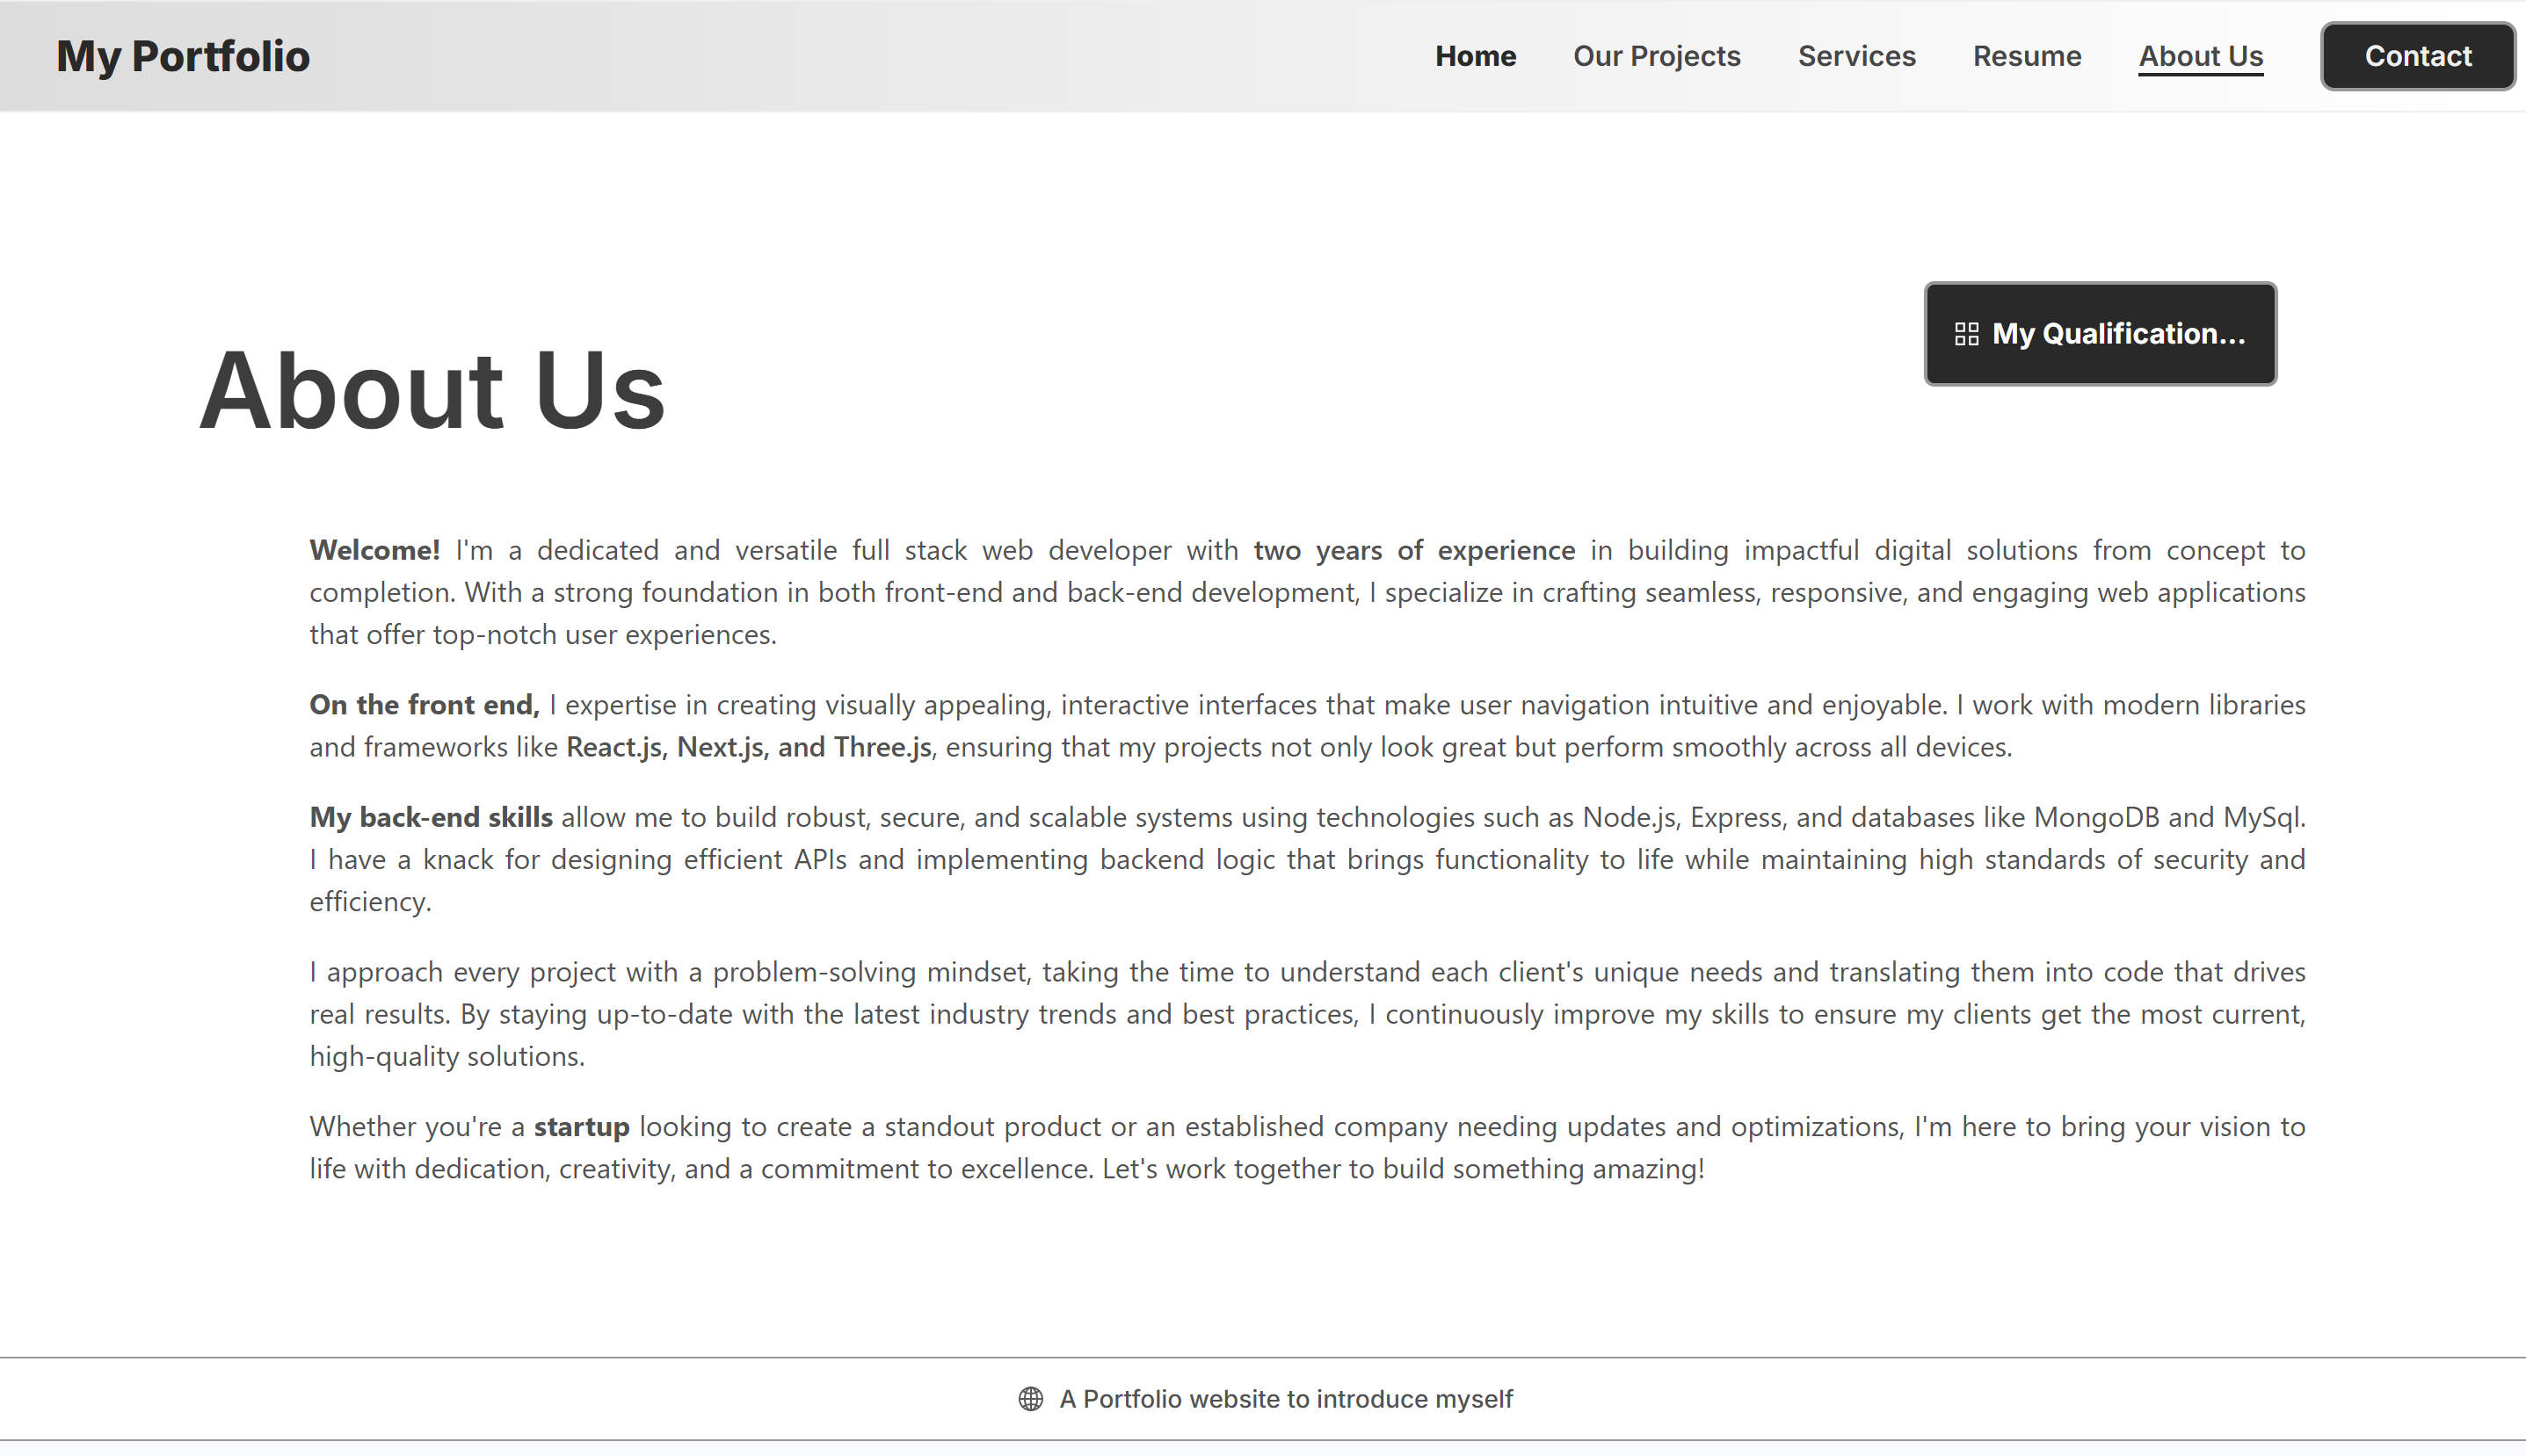 My Portfolio
Home
Our Projects
Services
Resume
About Us
Contact
My Qualification...
About Us
Welcome! I'm a dedicated and versatile full stack web developer with two years of experience in building impactful digital solutions from concept to
completion. With a strong foundation in both front-end and back-end development, I specialize in crafting seamless, responsive, and engaging web applications
that offer top-notch user experiences.
On the front end, I expertise in creating visually appealing, interactive interfaces that make user navigation intuitive and enjoyable. I work with modern libraries
and frameworks like React.js, Next.js, and Three.js, ensuring that my projects not only look great but perform smoothly across all devices.
My back-end skills allow me to build robust, secure, and scalable systems using technologies such as Node.js, Express, and databases like MongoDB and MySql.
I have a knack for designing efficient APIs and implementing backend logic that brings functionality to life while maintaining high standards of security and
efficiency.
I approach every project with a problem-solving mindset, taking the time to understand each client's unique needs and translating them into code that drives
real results. By staying up-to-date with the latest industry trends and best practices, I continuously improve my skills to ensure my clients get the most current,
high-quality solutions.
Whether you're a startup looking to create a standout product or an established company needing updates and optimizations, I'm here to bring your vision to
life with dedication, creativity, and a commitment to excellence. Let's work together to build something amazing!
A Portfolio website to introduce myself